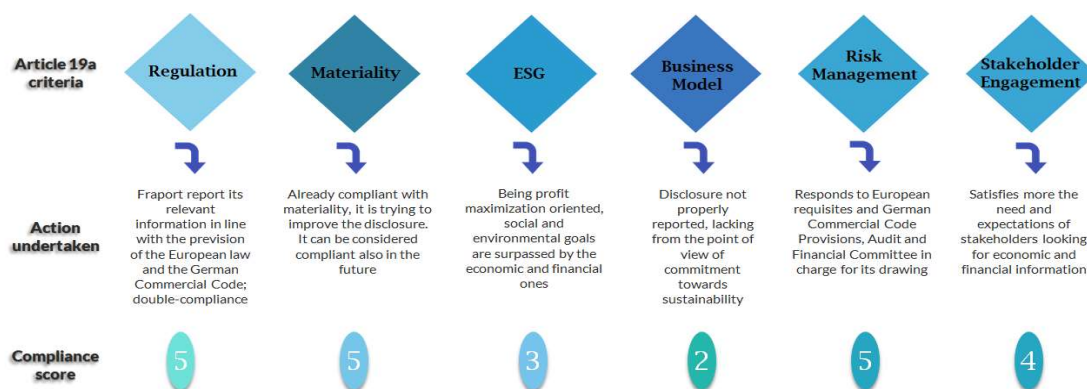 Article 19a
criteria
Regulation
Materiality
ESG
Business
Model
Risk
Management
Stakeholder
Engagement
Action
undertaken
Fraport report its
relevant
information in line
with the prevision
of the European law
and the German
Commercial Code;
double-compliance
Already compliant with
materiality, it is trying to
improve the disclosure.
It can be considered
compliant also in the
future
Being profit
maximization oriented,
social and
environmental goals
are surpassed by the
economic and financial
ones
Disclosure not
properly reported,
lacking from the
point of view of
commitment
towards
sustainability
Responds to European
requisites and German
Commercial Code
Provisions, Audit and
Financial Committee in
charge for its drawing
Satisfies more the
need and
expectations of
stakeholders looking
for economic and
financial information
Compliance
score
5
5
3
2
5
4